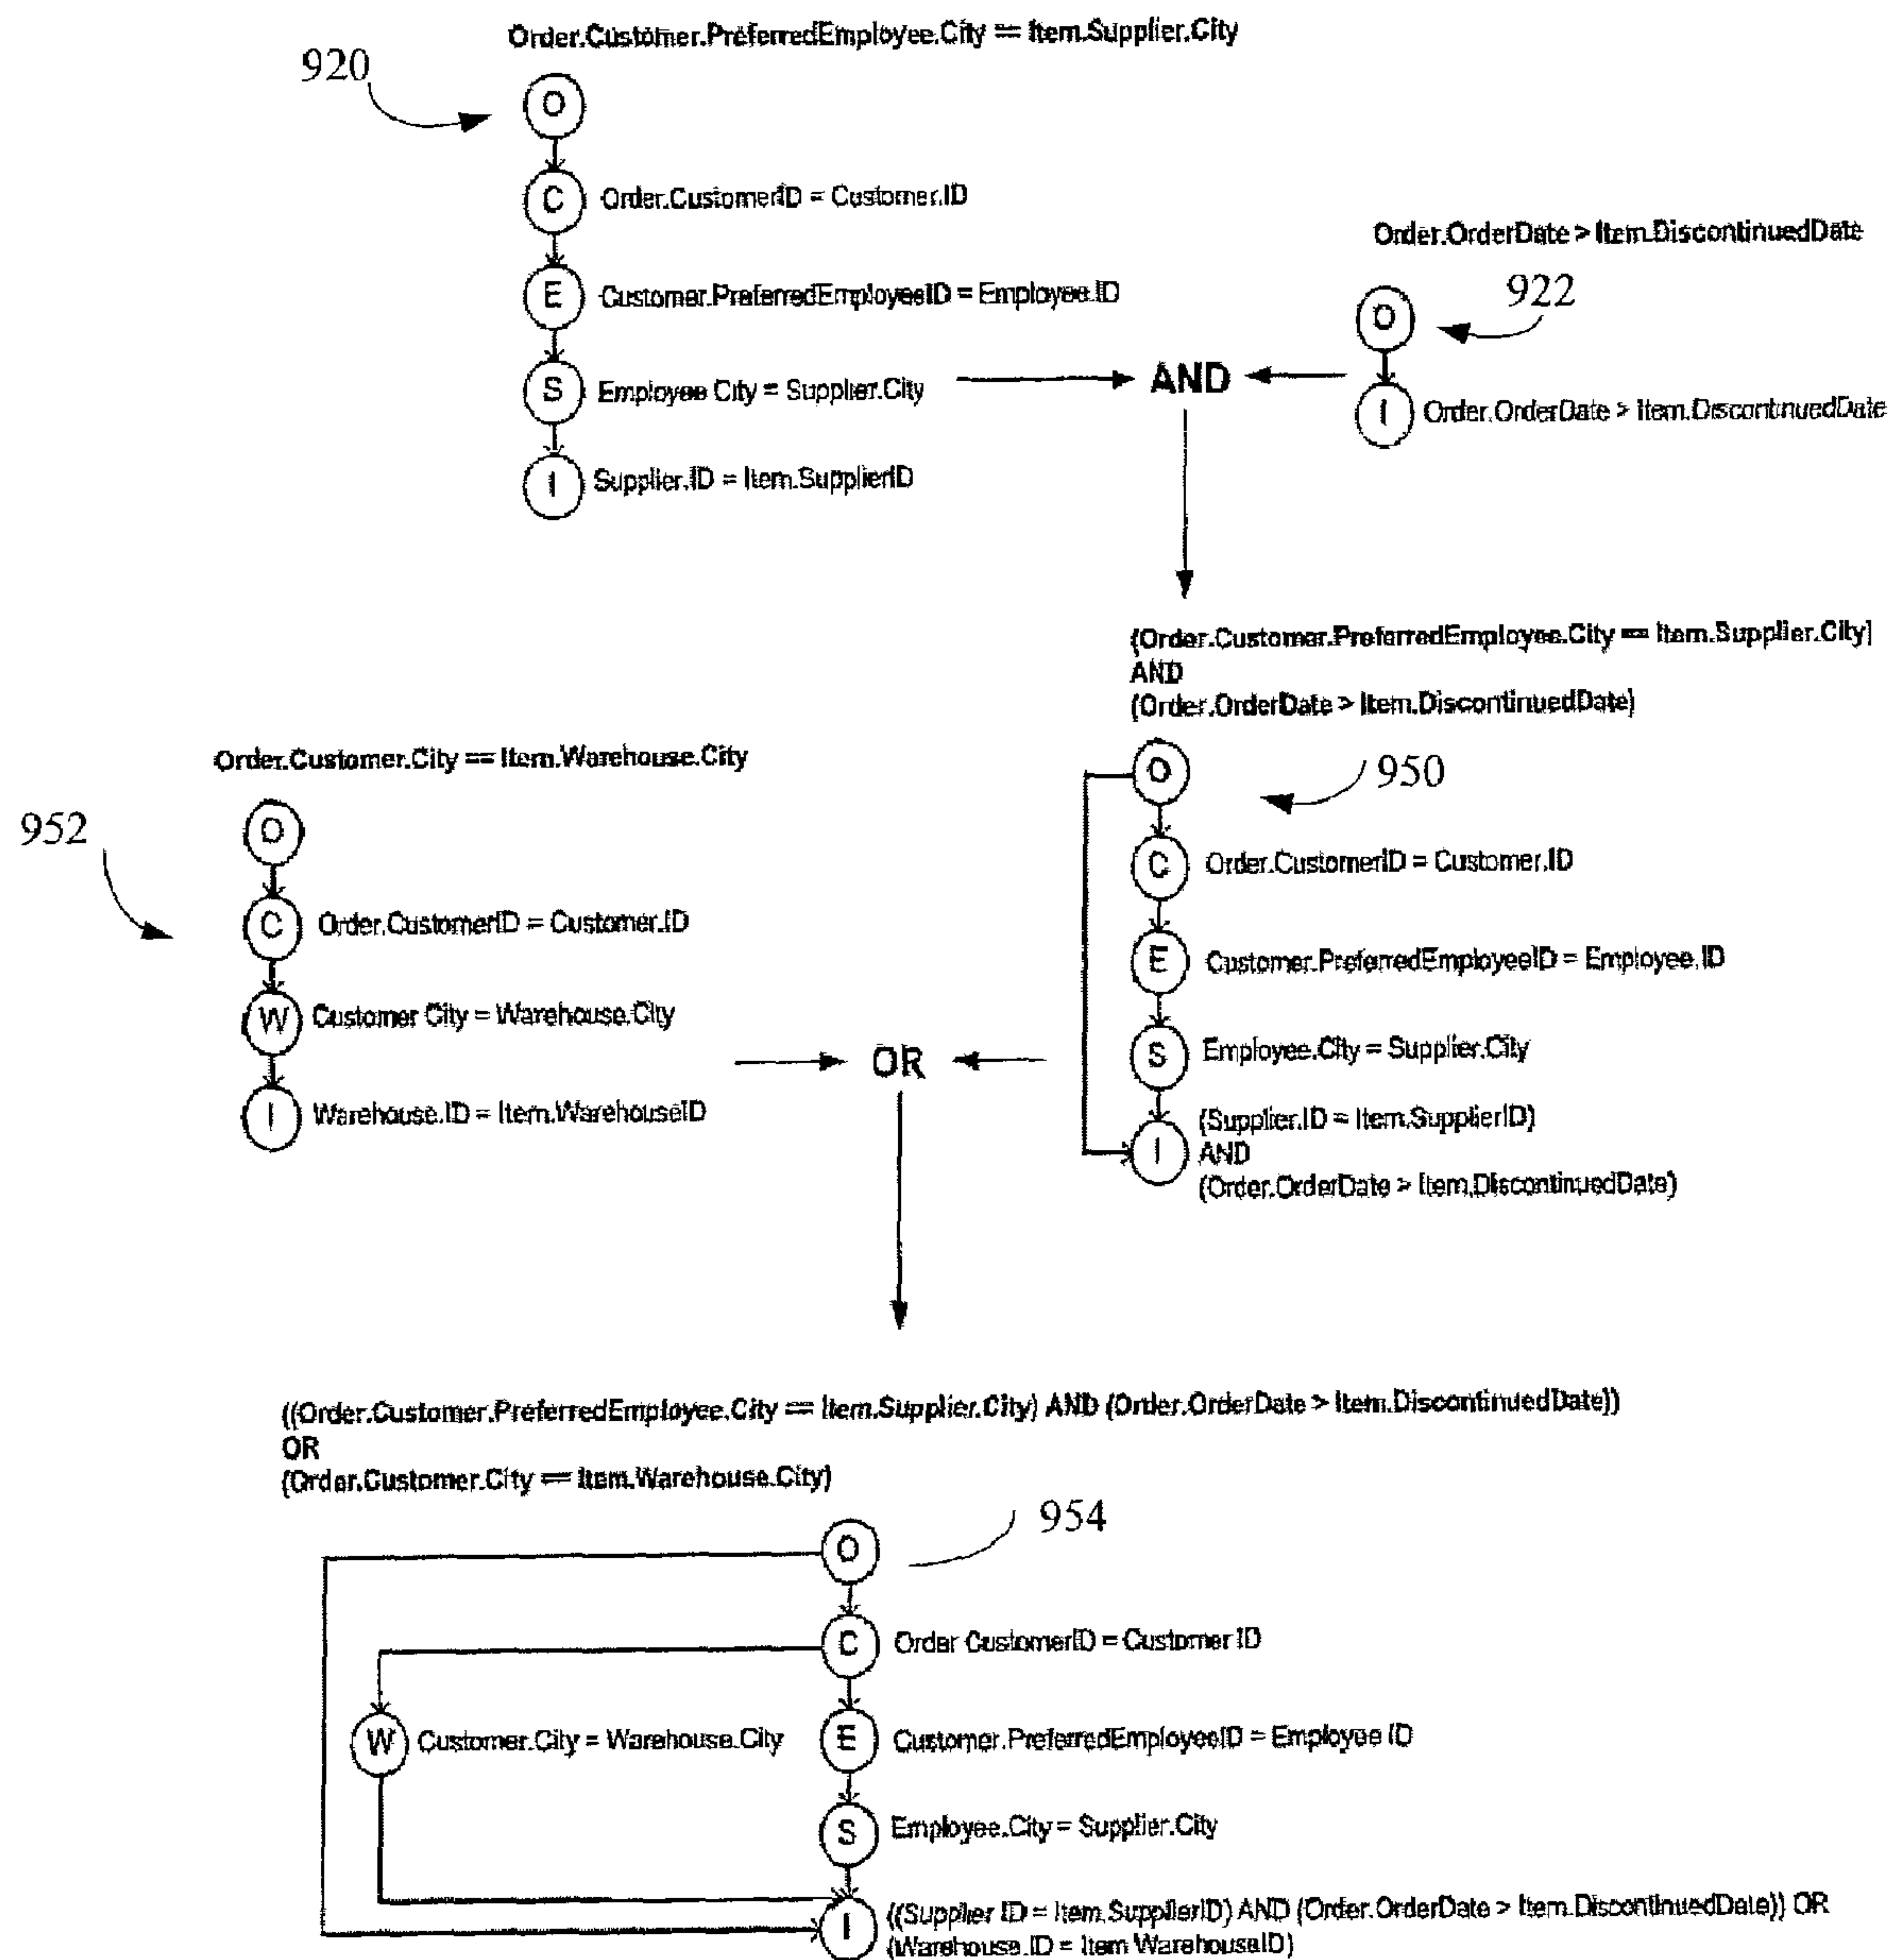 Order.Customer.PreferredEmployee.City == Item.Supplier.City
920
O
C Order.CustomerID = Customer.ID
E Customer.PreferredEmployeeID = Employee.ID
S Employee City = Supplier.City
I Supplier.ID = Item.SupplierID
Order.OrderDate > Item.DiscontinuedDate
922
O
I Order.OrderDate > Item.DiscontinuedDate
AND
(Order.Customer.PreferredEmployee.City == Item.Supplier.City)
AND
(Order.OrderDate > Item.DiscontinuedDate)
950
O
C Order.CustomerID = Customer.ID
E Customer.PreferredEmployeeID = Employee.ID
S Employee.City = Supplier.City
(Supplier.ID = Item.SupplierID)
I AND
(Order.OrderDate > Item.DiscontinuedDate)
Order.Customer.City == Item.Warehouse.City
952
O
C Order.CustomerID = Customer.ID
W Customer City = Warehouse.City
I Warehouse.ID = Item.WarehouseID
OR
((Order.Customer.PreferredEmployee.City == Item.Supplier.City) AND (Order.OrderDate > Item.DiscontinuedDate))
OR
(Order.Customer.City == Item.Warehouse.City)
954
O
C Order CustomerID = Customer ID
W Customer.City = Warehouse.City
E Customer.PreferredEmployeeID = Employee ID
S Employee.City = Supplier.City
I ((Supplier ID = Item.SupplierID) AND (Order.OrderDate > Item.DiscontinuedDate)) OR
(Warehouse.ID = Item WarehouseID)